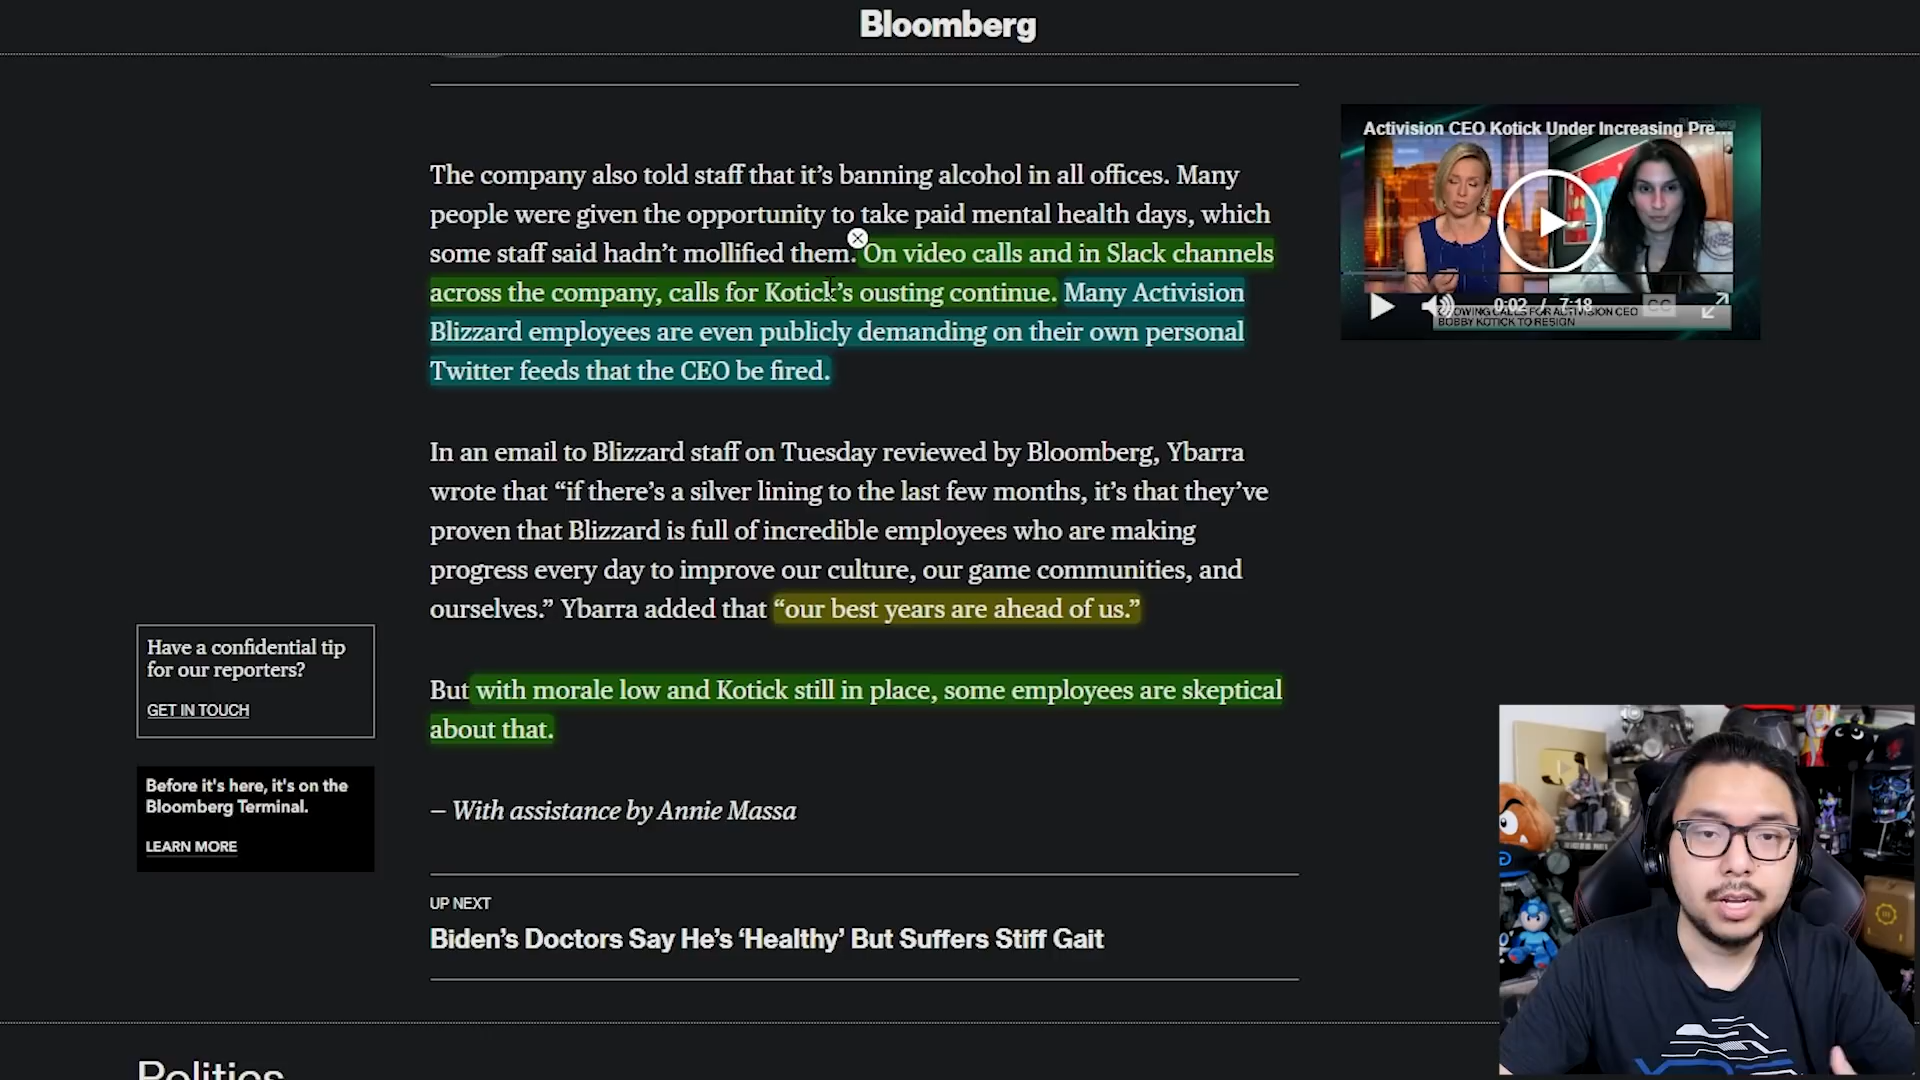 Bloomberg
The company also told staff that it’s banning alcohol in all offices. Many
people were given the opportunity to take paid mental health days, which
some staff said hadn’t mollified them. On video calls and in Slack channels
across the company, calls for Kotick’s ousting continue. Many Activision
Blizzard employees are even publicly demanding on their own personal
Twitter feeds that the CEO be fired.
In an email to Blizzard staff on Tuesday reviewed by Bloomberg, Ybarra
wrote that “if there’s a silver lining to the last few months, it’s that they’ve
proven that Blizzard is full of incredible employees who are making
progress every day to improve our culture, our game communities, and
ourselves.” Ybarra added that “our best years are ahead of us.”
But with morale low and Kotick still in place, some employees are skeptical
about that.
– With assistance by Annie Massa
UP NEXT
Biden’s Doctors Say He’s ‘Healthy’ But Suffers Stiff Gait
Have a confidential tip
for our reporters?
GET IN TOUCH
Before it's here, it's on the
Bloomberg Terminal.
LEARN MORE
Politics
Activision CEO Kotick Under Increasing Pre...
0:02 / 7:18 CC
GROWING CALLS FOR ACTIVISION CEO
BOBBY KOTICK TO RESIGN